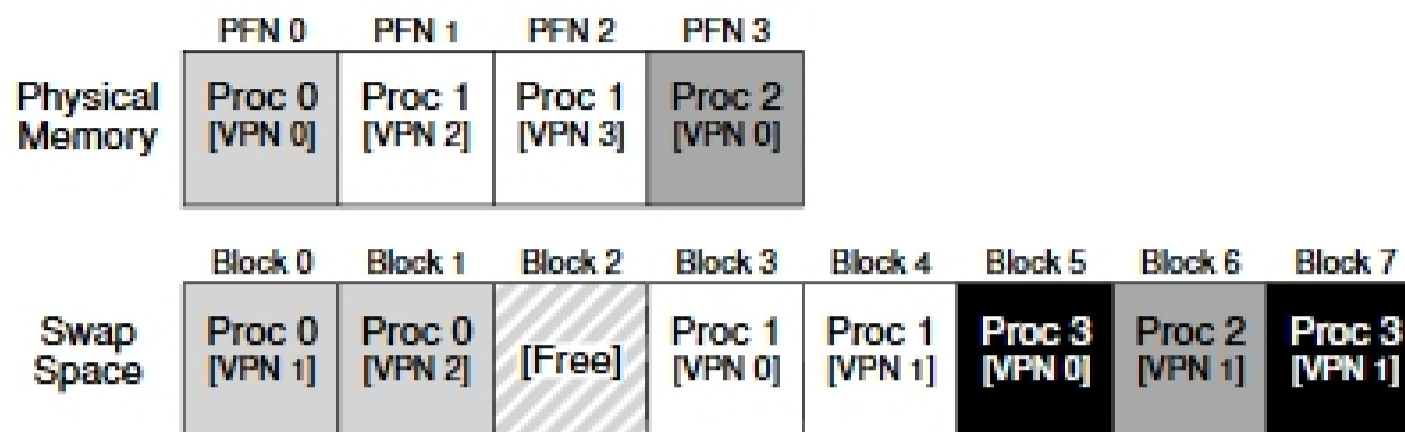 PFN 0 PFN 1 PFN 2 PFN 3
Physical Memory
Proc 0 Proc 1 Proc 1 Proc 2
[VPN 0] [VPN 2] [VPN 3] [VPN 0]
Block 0 Block 1 Block 2 Block 3 Block 4 Block 5 Block 6 Block 7
Swap Space
Proc 0 Proc 0 [Free] Proc 1 Proc 1 Proc 3 Proc 2 Proc 3
[VPN 1] [VPN 2] [VPN 0] [VPN 1] [VPN 0] [VPN 1] [VPN 1]